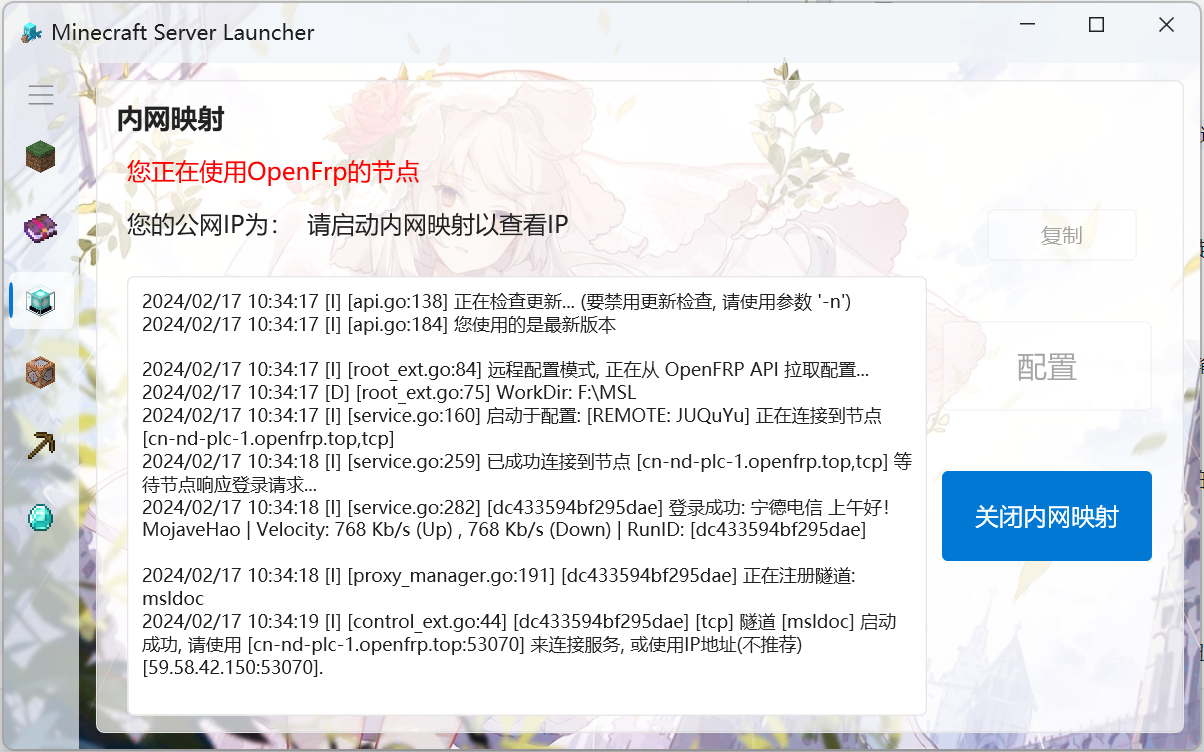 Minecraft Server Launcher
内网映射
您正在使用OpenFrp的节点
您的公网IP为： 请启动内网映射以查看IP
复制
2024/02/17 10:34:17 [I] [api.go:138] 正在检查更新... (要禁用更新检查, 请使用参数 '-n')
2024/02/17 10:34:17 [I] [api.go:184] 您使用的是最新版本
2024/02/17 10:34:17 [I] [root_ext.go:84] 远程配置模式, 正在从 OpenFRP API 拉取配置...
2024/02/17 10:34:17 [D] [root_ext.go:75] WorkDir: F:\MSL
2024/02/17 10:34:17 [I] [service.go:160] 启动于配置: [REMOTE: JUQuYu] 正在连接到节点
[cn-nd-plc-1.openfrp.top,tcp]
2024/02/17 10:34:18 [I] [service.go:259] 已成功连接到节点 [cn-nd-plc-1.openfrp.top,tcp] 等
待节点响应登录请求...
2024/02/17 10:34:18 [I] [service.go:282] [dc433594bf295dae] 登录成功: 宁德电信 上午好!
MojaveHao | Velocity: 768 Kb/s (Up) , 768 Kb/s (Down) | RunID: [dc433594bf295dae]
2024/02/17 10:34:18 [I] [proxy_manager.go:191] [dc433594bf295dae] 正在注册隧道:
msldoc
2024/02/17 10:34:19 [I] [control_ext.go:44] [dc433594bf295dae] [tcp] 隧道 [msldoc] 启动
成功, 请使用 [cn-nd-plc-1.openfrp.top:53070] 来连接服务, 或使用IP地址(不推荐)
[59.58.42.150:53070].
配置
关闭内网映射